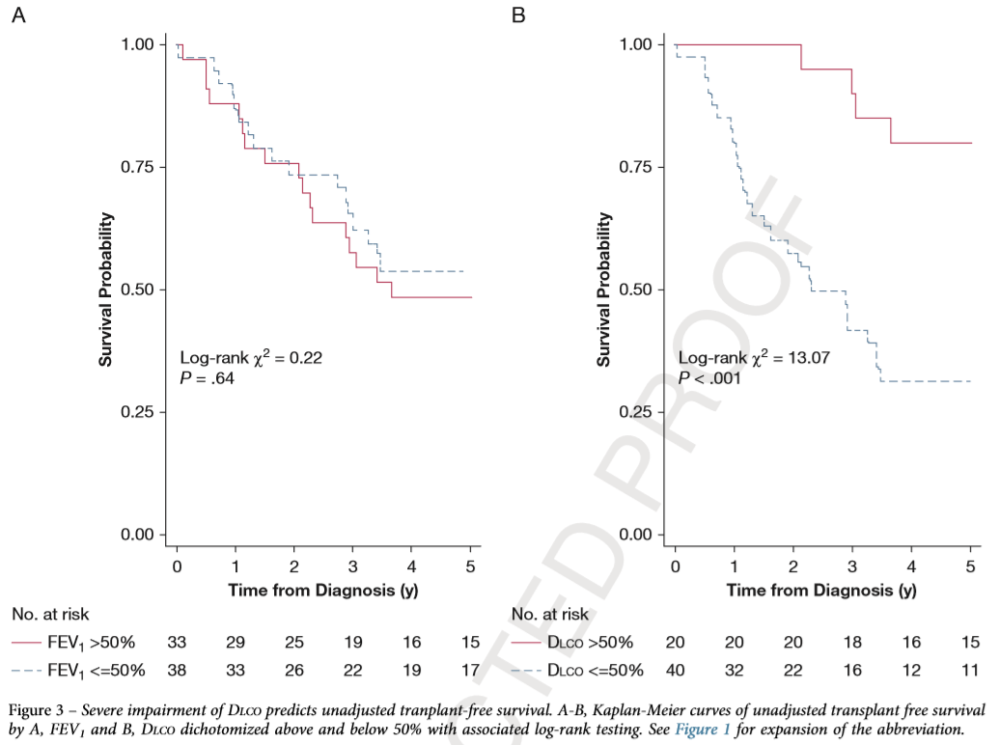 A
B
1.00
0.75
0.50
0.25
0.00
Survival Probability
Log-rank χ² = 0.22
P = .64
0 1 2 3 4 5
Time from Diagnosis (y)
1.00
0.75
0.50
0.25
0.00
Survival Probability
Log-rank χ² = 13.07
P < .001
0 1 2 3 4 5
Time from Diagnosis (y)
No. at risk
FEV₁ >50% 33 29 25 19 16 15
FEV₁ <=50% 38 33 26 22 19 17
No. at risk
DLCO >50% 20 20 20 18 16 15
DLCO <=50% 40 32 22 16 12 11
CTED PROOF
Figure 3 – Severe impairment of DLCO predicts unadjusted tranplant-free survival. A-B, Kaplan-Meier curves of unadjusted transplant free survival
by A, FEV₁ and B, DLCO dichotomized above and below 50% with associated log-rank testing. See Figure 1 for expansion of the abbreviation.